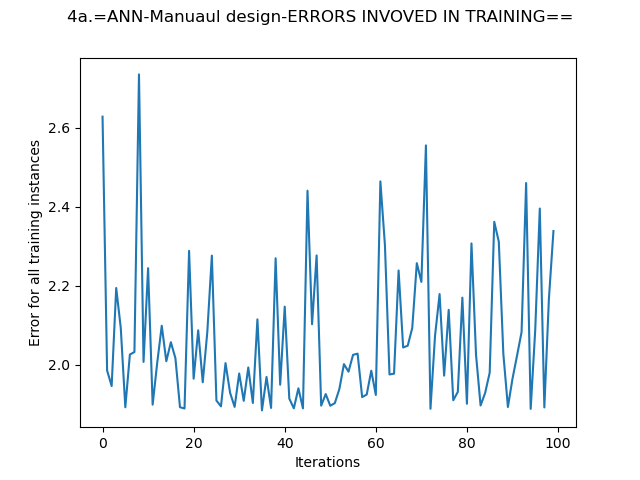 4a.=ANN-Manuaul design-ERRORS INVOVED IN TRAINING==
2.6
2.4
2.2
2.0
Error for all training instances
0 20 40 60 80 100
Iterations